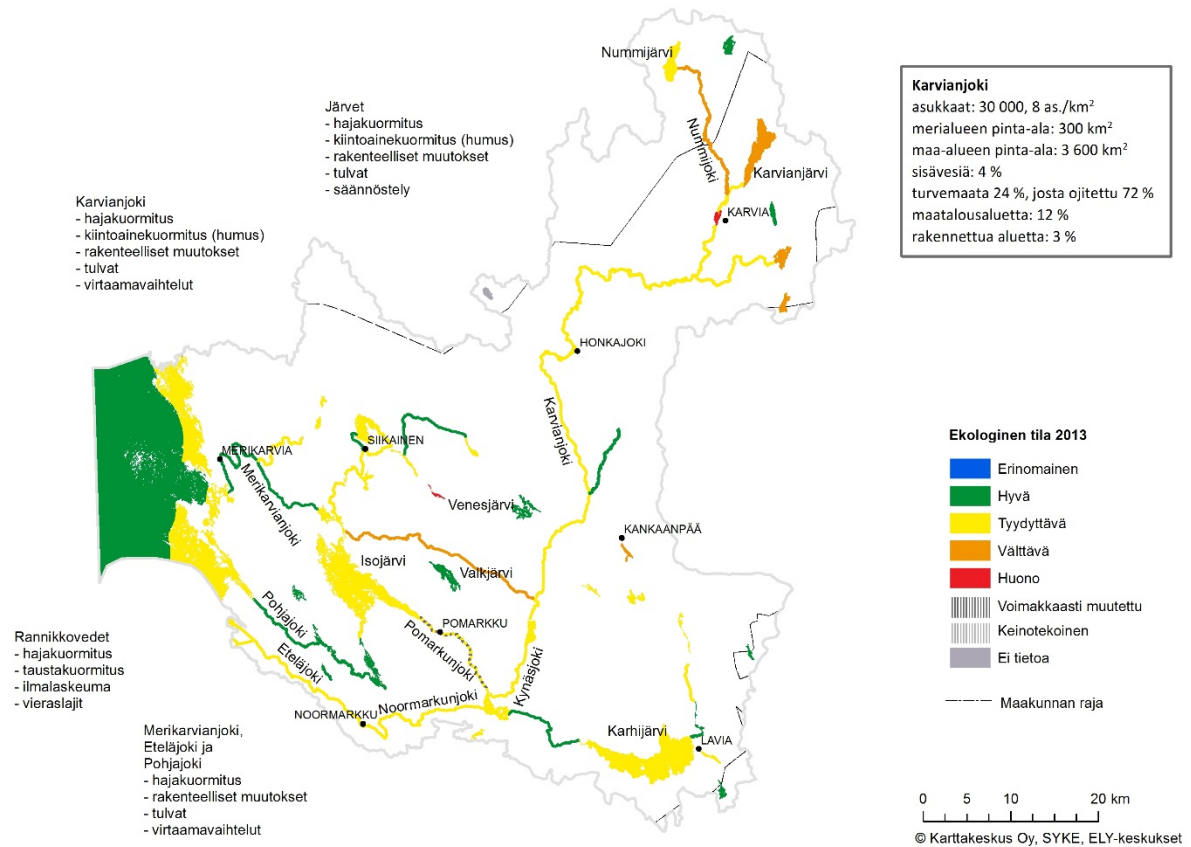 Nummijärvi
Nummijoki
Karvianjärvi
KARVIA
Järvet
- hajakuormitus
- kiintoainekuormitus (humus)
- rakenteelliset muutokset
- tulvat
- säännöstely
Karvianjoki
asukkaat: 30 000, 8 as./km²
merialueen pinta-ala: 300 km²
maa-alueen pinta-ala: 3 600 km²
sisävesiä: 4 %
turvemaata 24 %, josta ojitettu 72 %
maatalousaluetta: 12 %
rakennettua aluetta: 3 %
Karvianjoki
- hajakuormitus
- kiintoainekuormitus (humus)
- rakenteelliset muutokset
- tulvat
- virtaamavaihtelut
HONKAJOKI
Karvianjoki
SIIKAINEN
MERIKARVIA
Merikarvianjoki
Venesjärvi
KANKAANPÄÄ
Isojärvi
Valkjärvi
Pohjajoki
POMARKKU
Pomarkunjoki
Eteläjoki
Kynäsjoki
NOORMARKKU
Noormarkunjoki
Karhijärvi
LAVIA
Rannikkovedet
- hajakuormitus
- taustakuormitus
- ilmalaskeuma
- vieraslajit
Merikarvianjoki,
Eteläjoki ja
Pohjajoki
- hajakuormitus
- rakenteelliset muutokset
- tulvat
- virtaamavaihtelut
Ekologinen tila 2013
Erinomainen
Hyvä
Tyydyttävä
Välttävä
Huono
Voimakkaasti muutettu
Keinotekoinen
Ei tietoa
Maakunnan raja
0 5 10 20 km
© Karttakeskus Oy, SYKE, ELY-keskukset